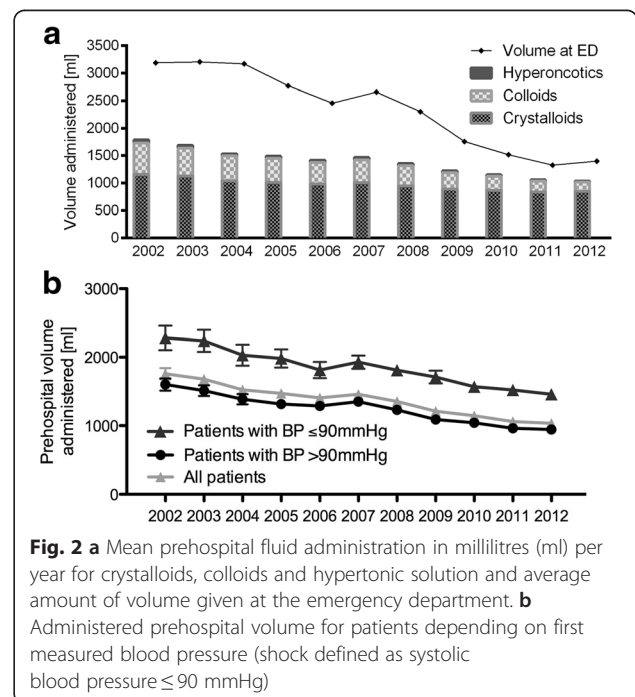 a
Volume administered [ml]
3500
3000
2500
2000
1500
1000
500
0
Volume at ED
Hyperoncotics
Colloids
Crystalloids
2002 2003 2004 2005 2006 2007 2008 2009 2010 2011 2012
b
Prehospital volume
administered [ml]
3000
2000
1000
0
Patients with BP ≤90mmHg
Patients with BP >90mmHg
All patients
2002 2003 2004 2005 2006 2007 2008 2009 2010 2011 2012
Fig. 2 a Mean prehospital fluid administration in millilitres (ml) per
year for crystalloids, colloids and hypertonic solution and average
amount of volume given at the emergency department. b
Administered prehospital volume for patients depending on first
measured blood pressure (shock defined as systolic
blood pressure ≤ 90 mmHg)